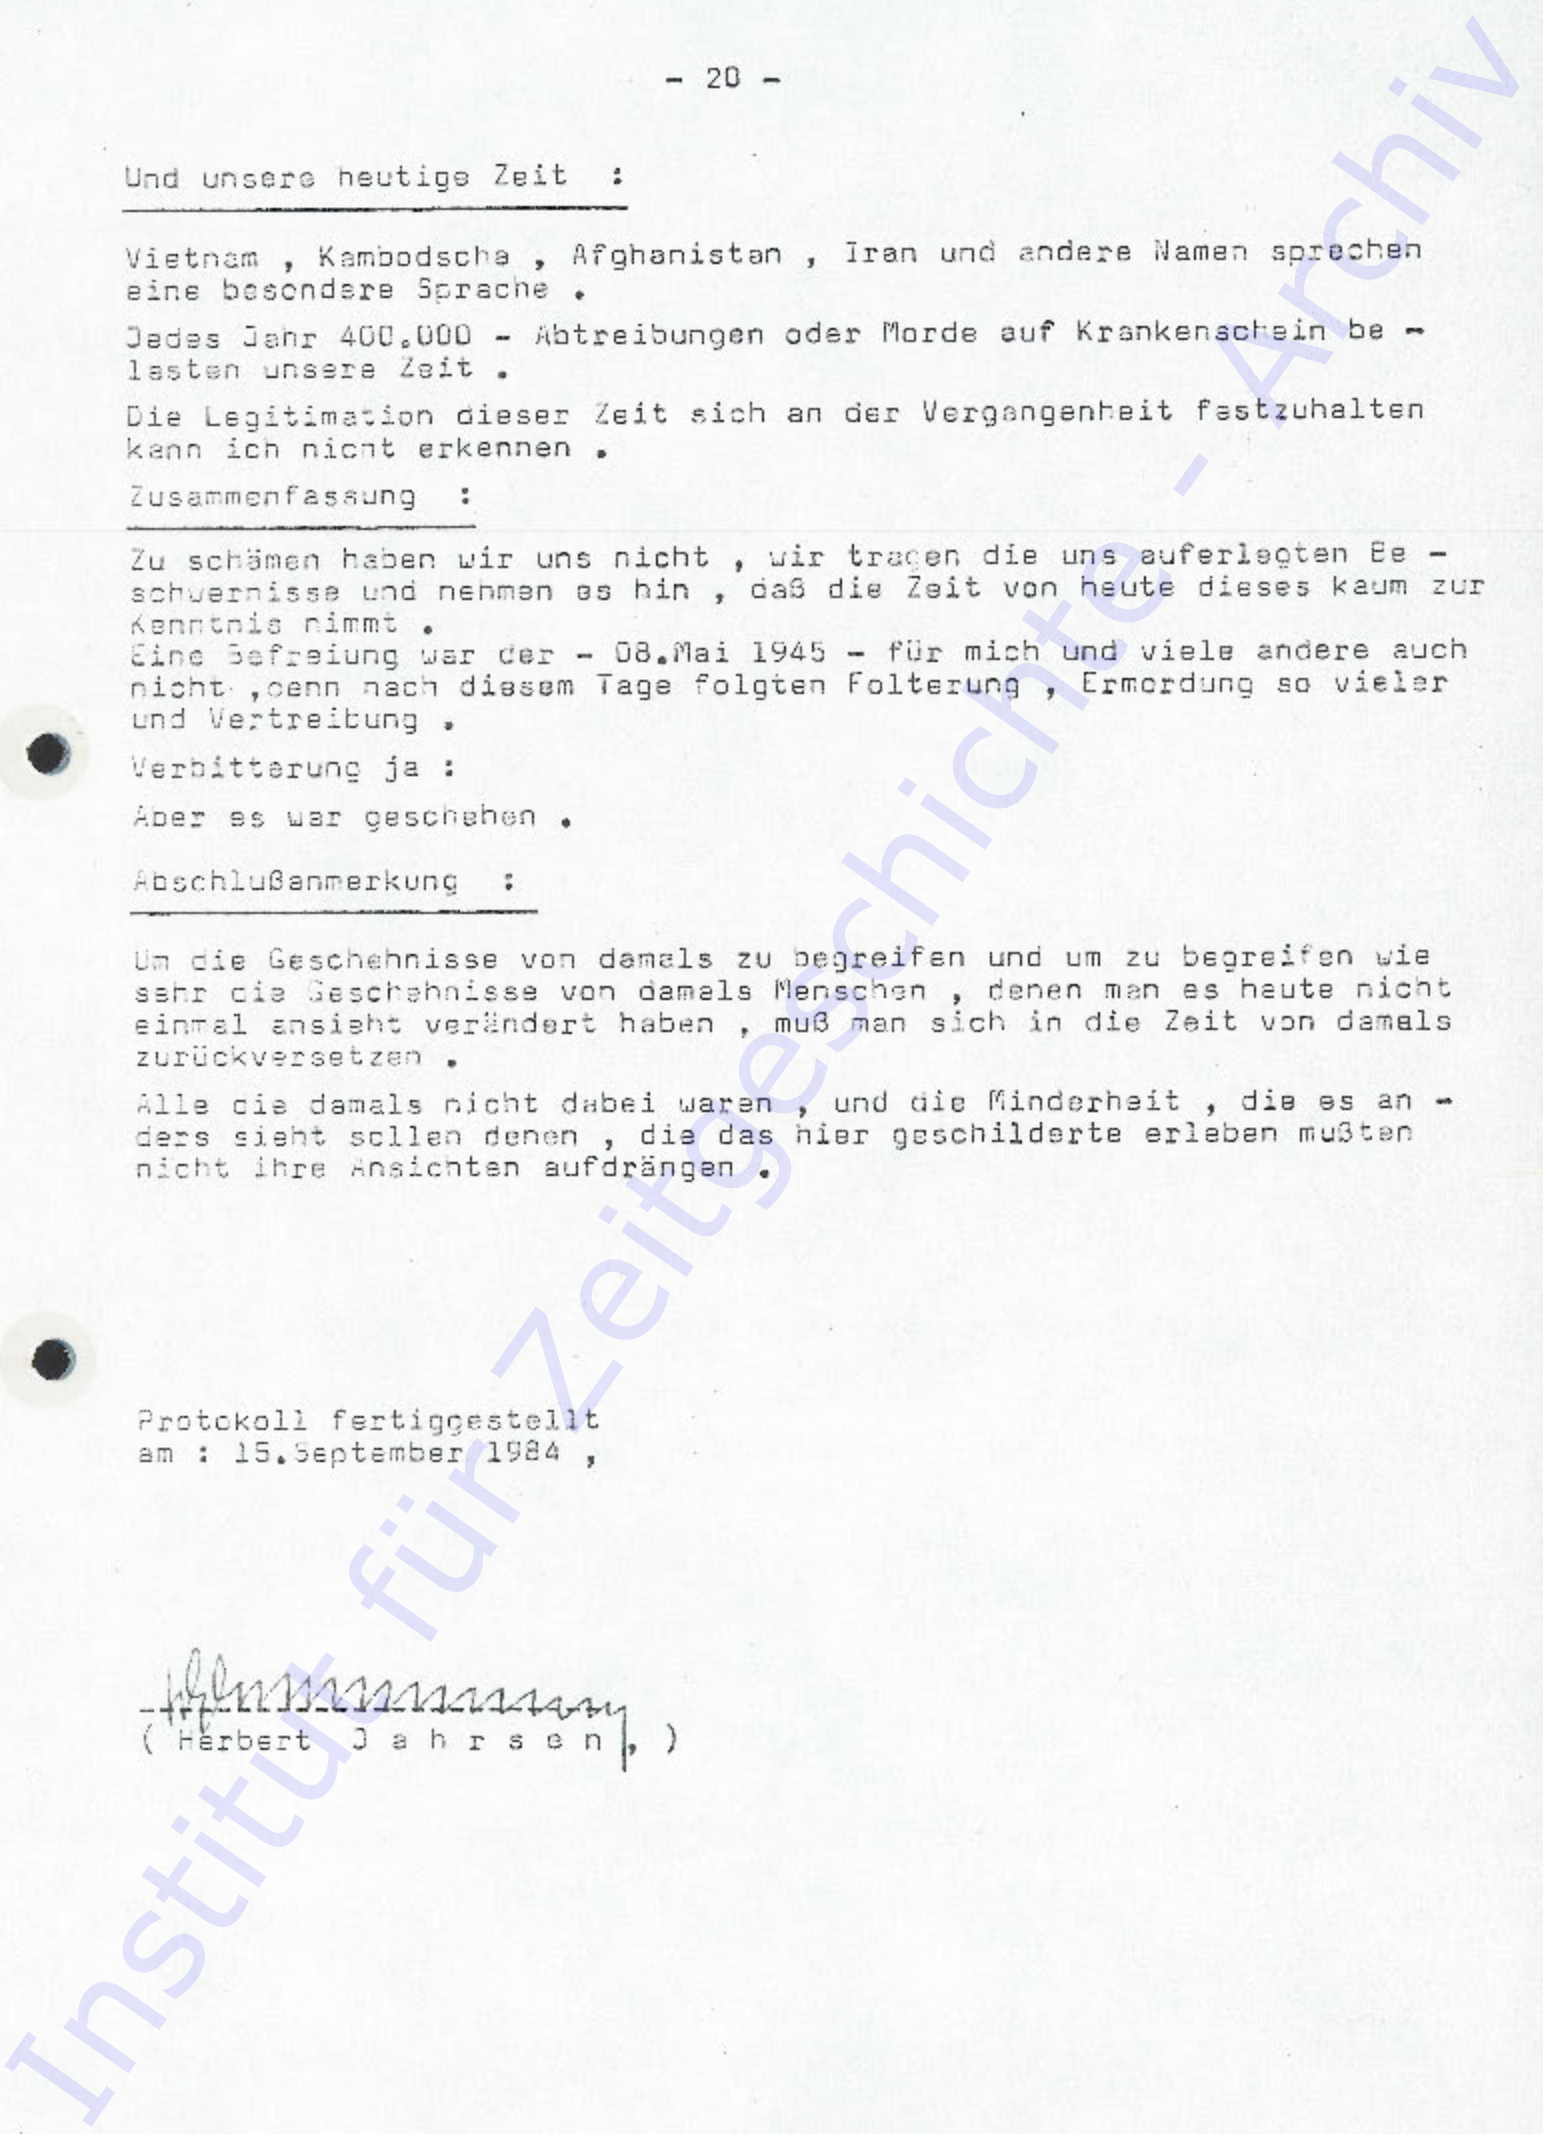 - 20 -
Und unsere heutige Zeit :
Vietnam , Kambodscha , Afghanistan , Iran und andere Namen sprechen
eine besondere Sprache .
Jedes Jahr 400.000 - Abtreibungen oder Morde auf Krankenschein be -
lasten unsere Zeit .
Die Legitimation dieser Zeit sich an der Vergangenheit festzuhalten
kann ich nicht erkennen .
Zusammenfassung :
Zu schämen haben wir uns nicht , wir tragen die uns auferlegten Be -
schwernisse und nehmen es hin , daß die Zeit von heute dieses kaum zur
Kenntnis nimmt .
Eine Befreiung war der - 08.Mai 1945 - für mich und viele andere auch
nicht ,denn nach diesem Tage folgten Folterung , Ermordung so vieler
und Vertreibung .
Verbitterung ja :
Aber es war geschehen .
Abschlußanmerkung :
Um die Geschehnisse von damals zu begreifen und um zu begreifen wie
sehr die Geschehnisse von damals Menschen , denen man es heute nicht
einmal ansieht verändert haben , muß man sich in die Zeit von damals
zurückversetzen .
Alle die damals nicht dabei waren , und die Minderheit , die es an -
ders sieht sollen denen , die das hier geschilderte erleben mußten
nicht ihre Ansichten aufdrängen .
Protokoll fertiggestellt
am : 15.September 1984 ,
( Herbert J a h r s e n , )
Institut für Zeitgeschichte - Archiv